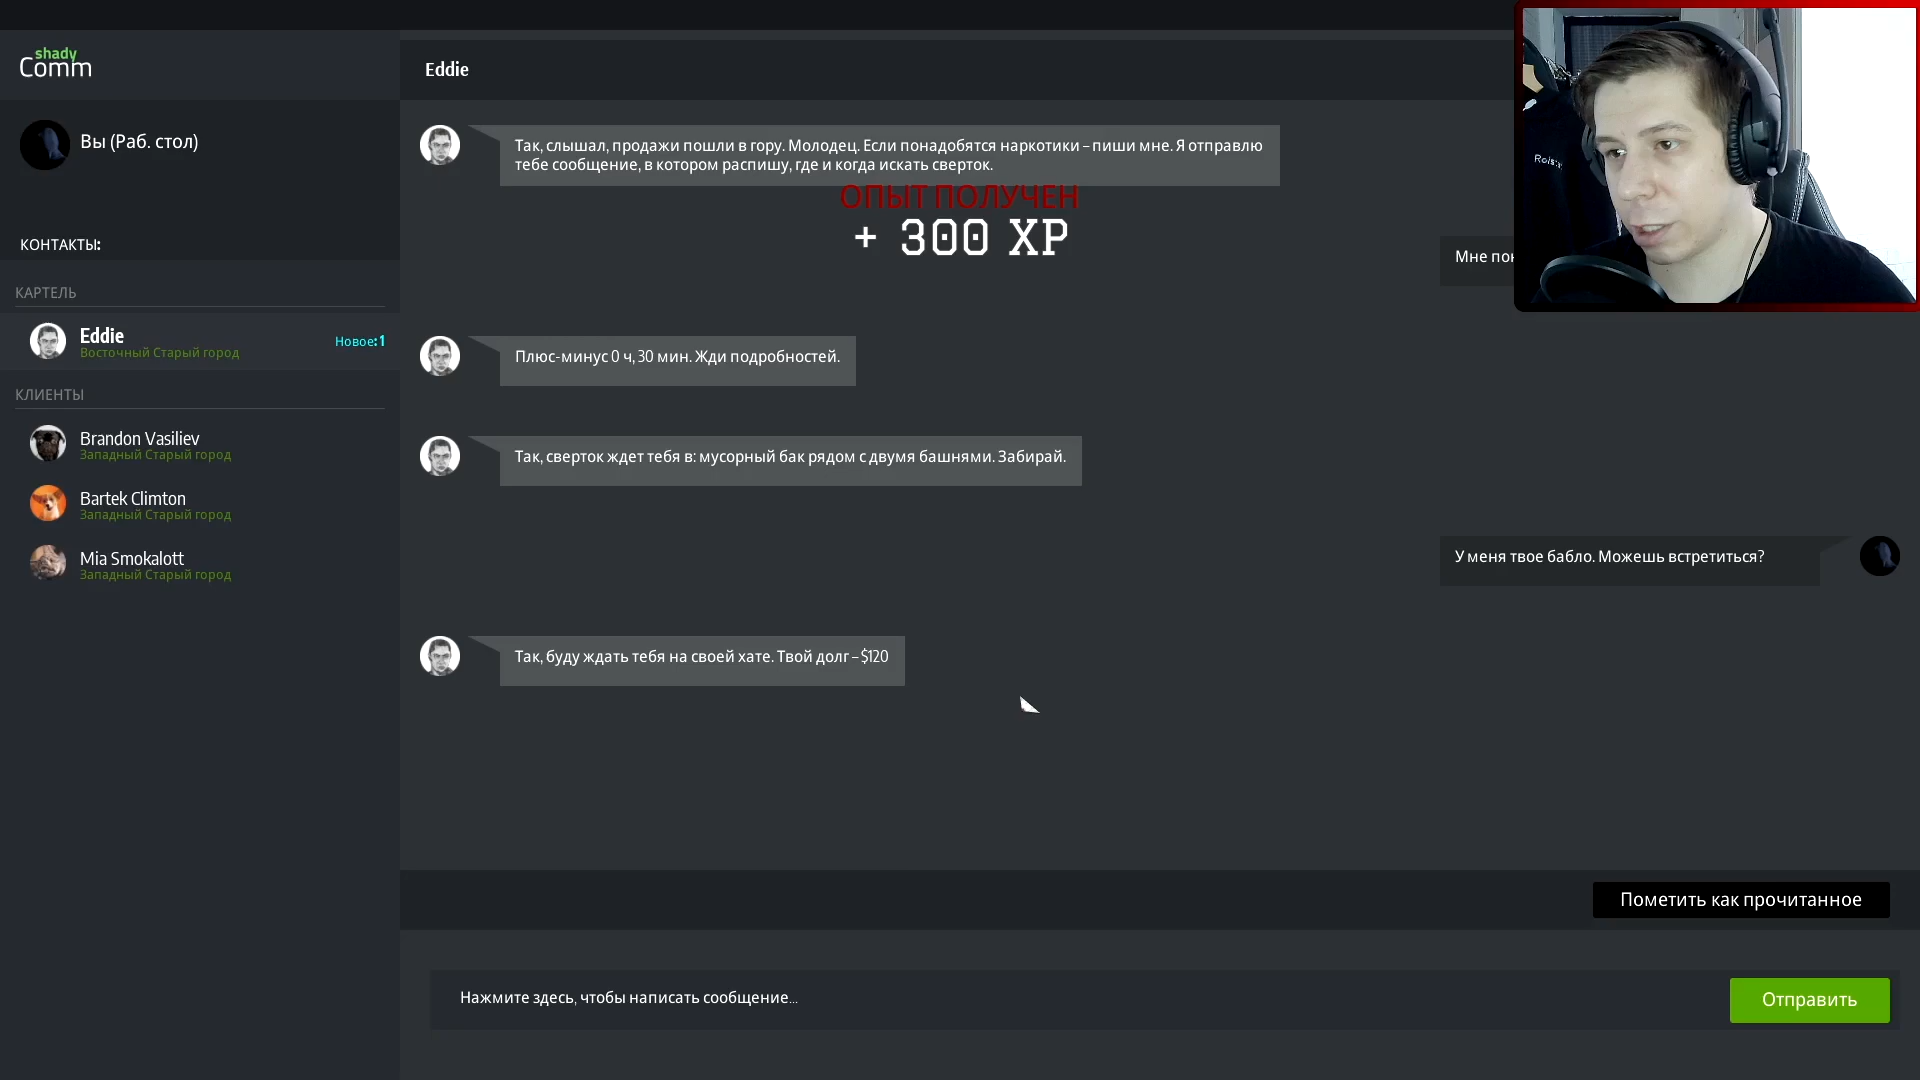 shady
Comm
Вы (Раб. стол)
КОНТАКТЫ:
КАРТЕЛЬ
Eddie
Восточный Старый город
Новое:1
КЛИЕНТЫ
Brandon Vasiliev
Западный Старый город
Bartek Climton
Западный Старый город
Mia Smokalott
Западный Старый город
Eddie
Так, слышал, продажи пошли в гору. Молодец. Если понадобятся наркотики – пиши мне. Я отправлю
тебе сообщение, в котором распишу, где и когда искать сверток.
ОПЫТ ПОЛУЧЕН
+ 300 XP
Мне
Плюс-минус 0 ч, 30 мин. Жди подробностей.
Так, сверток ждет тебя в: мусорный бак рядом с двумя башнями. Забирай.
У меня твое бабло. Можешь встретиться?
Так, буду ждать тебя на своей хате. Твой долг – $120
Пометить как прочитанное
Нажмите здесь, чтобы написать сообщение...
Отправить